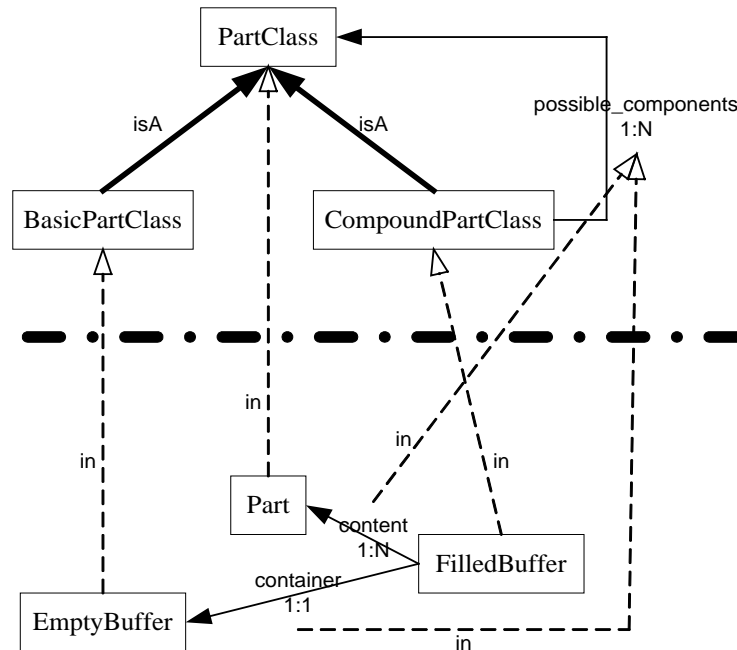 PartClass
possible_components
1:N
isA
isA
BasicPartClass
CompoundPartClass
in
in
in
in
Part
content
1:N
FilledBuffer
container
1:1
EmptyBuffer
in